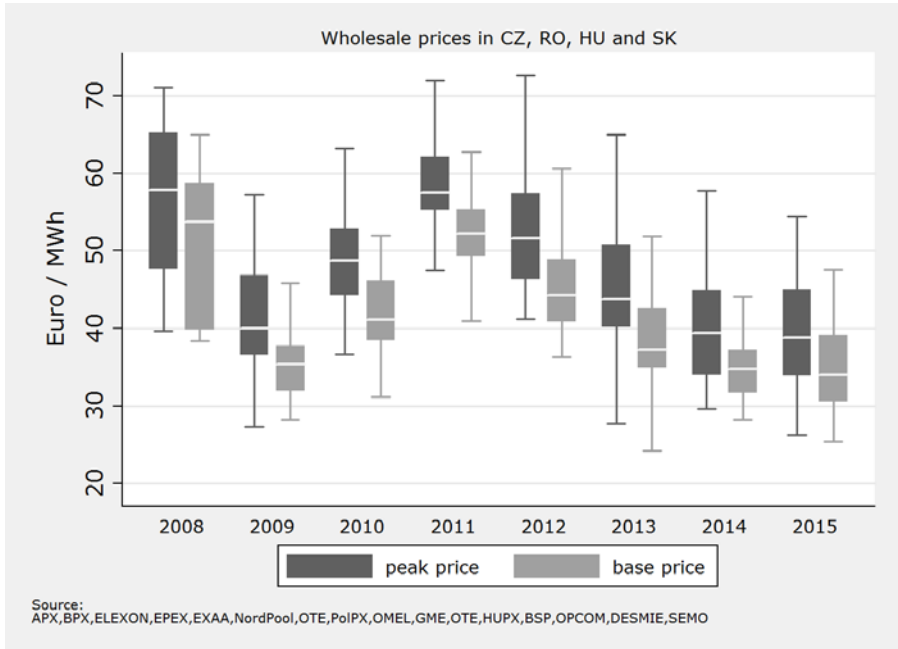 Wholesale prices in CZ, RO, HU and SK
Euro / MWh
70
60
50
40
30
20
2008 2009 2010 2011 2012 2013 2014 2015
peak price base price
Source:
APX,BPX,ELEXON,EPEX,EXAA,NordPool,OTE,PolPX,OMEL,GME,OTE,HUPX,BSP,OPCOM,DESMIE,SEMO